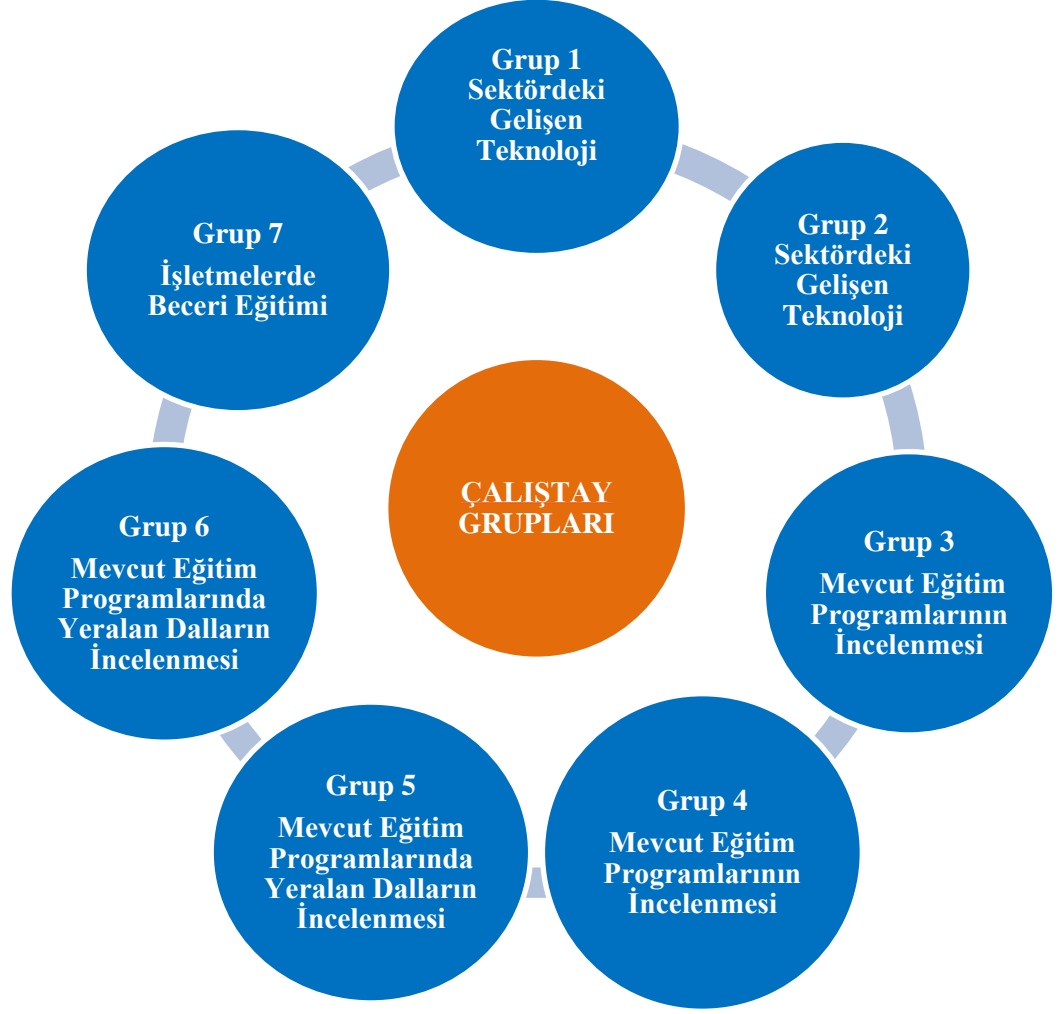 Grup 1
Sektördeki
Gelişen
Teknoloji
Grup 2
Sektördeki
Gelişen
Teknoloji
Grup 3
Mevcut Eğitim
Programlarının
İncelenmesi
Grup 4
Mevcut Eğitim
Programlarının
İncelenmesi
Grup 5
Mevcut Eğitim
Programlarında
Yeralan Dalların
İncelenmesi
Grup 6
Mevcut Eğitim
Programlarında
Yeralan Dalların
İncelenmesi
Grup 7
İşletmelerde
Beceri Eğitimi
ÇALIŞTAY
GRUPLARI